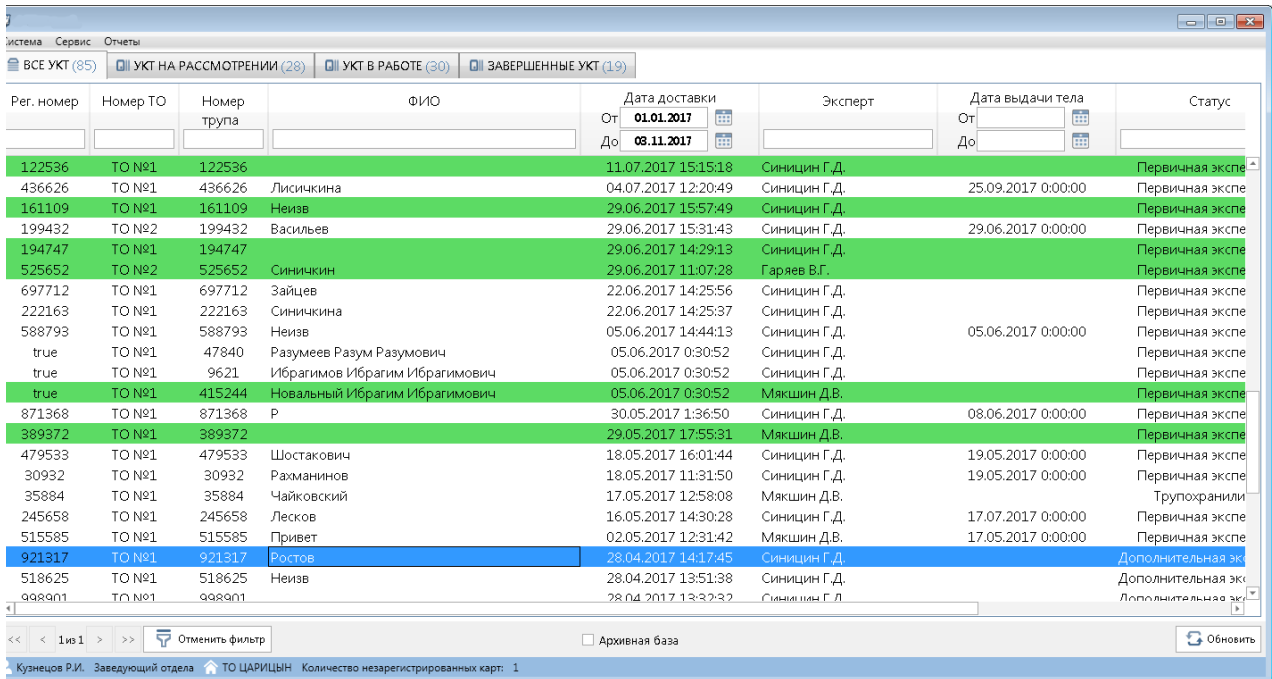 Система Сервис Отчеты
ВСЕ УКТ (85) УКТ НА РАССМОТРЕНИИ (28) УКТ В РАБОТЕ (30) ЗАВЕРШЕННЫЕ УКТ (19)
Рег. номер Номер ТО Номер трупа ФИО Дата доставки Эксперт Дата выдачи тела Статус
От 01.01.2017 От
До 03.11.2017 До
122536 ТО №1 122536 11.07.2017 15:15:18 Синицин Г.Д. Первичная экспе
436626 ТО №1 436626 Лисичкина 04.07.2017 12:20:49 Синицин Г.Д. 25.09.2017 0:00:00 Первичная экспе
161109 ТО №1 161109 Неизв 29.06.2017 15:57:49 Синицин Г.Д. Первичная экспе
199432 ТО №2 199432 Васильев 29.06.2017 15:31:43 Синицин Г.Д. 29.06.2017 0:00:00 Первичная экспе
194747 ТО №1 194747 29.06.2017 14:29:13 Синицин Г.Д. Первичная экспе
525652 ТО №2 525652 Синичкин 29.06.2017 11:07:28 Гаряев В.Г. Первичная экспе
697712 ТО №1 697712 Зайцев 22.06.2017 14:25:56 Синицин Г.Д. Первичная экспе
222163 ТО №1 222163 Синичкина 22.06.2017 14:25:37 Синицин Г.Д. Первичная экспе
588793 ТО №1 588793 Неизв 05.06.2017 14:44:13 Синицин Г.Д. 05.06.2017 0:00:00 Первичная экспе
true ТО №1 47840 Разумеев Разум Разумович 05.06.2017 0:30:52 Синицин Г.Д. Первичная экспе
true ТО №1 9621 Ибрагимов Ибрагим Ибрагимович 05.06.2017 0:30:52 Синицин Г.Д. Первичная экспе
true ТО №1 415244 Новальный Ибрагим Ибрагимович 05.06.2017 0:30:52 Мякшин Д.В. Первичная экспе
871368 ТО №1 871368 Р 30.05.2017 1:36:50 Синицин Г.Д. 08.06.2017 0:00:00 Первичная экспе
389372 ТО №1 389372 29.05.2017 17:55:31 Мякшин Д.В. Первичная экспе
479533 ТО №1 479533 Шостакович 18.05.2017 16:01:44 Синицин Г.Д. 19.05.2017 0:00:00 Первичная экспе
30932 ТО №1 30932 Рахманинов 18.05.2017 11:31:50 Синицин Г.Д. 19.05.2017 0:00:00 Первичная экспе
35884 ТО №1 35884 Чайковский 17.05.2017 12:58:08 Мякшин Д.В. Трупохранили
245658 ТО №1 245658 Лесков 16.05.2017 14:30:28 Синицин Г.Д. 17.07.2017 0:00:00 Первичная экспе
515585 ТО №1 515585 Привет 02.05.2017 12:31:42 Мякшин Д.В. 17.05.2017 0:00:00 Первичная экспе
921317 ТО №1 921317 Ростов 28.04.2017 14:17:45 Синицин Г.Д. Дополнительная эк
518625 ТО №1 518625 Неизв 28.04.2017 13:51:38 Синицин Г.Д. Дополнительная эк
998901 ТО №1 998901 28.04.2017 13:32:32 Синицин Г.Д. Дополнительная эк
<< < 1 из 1 > >> Отменить фильтр Архивная база Обновить
Кузнецов Р.И. Заведующий отдела ТО ЦАРИЦЫН Количество незарегистрированных карт: 1